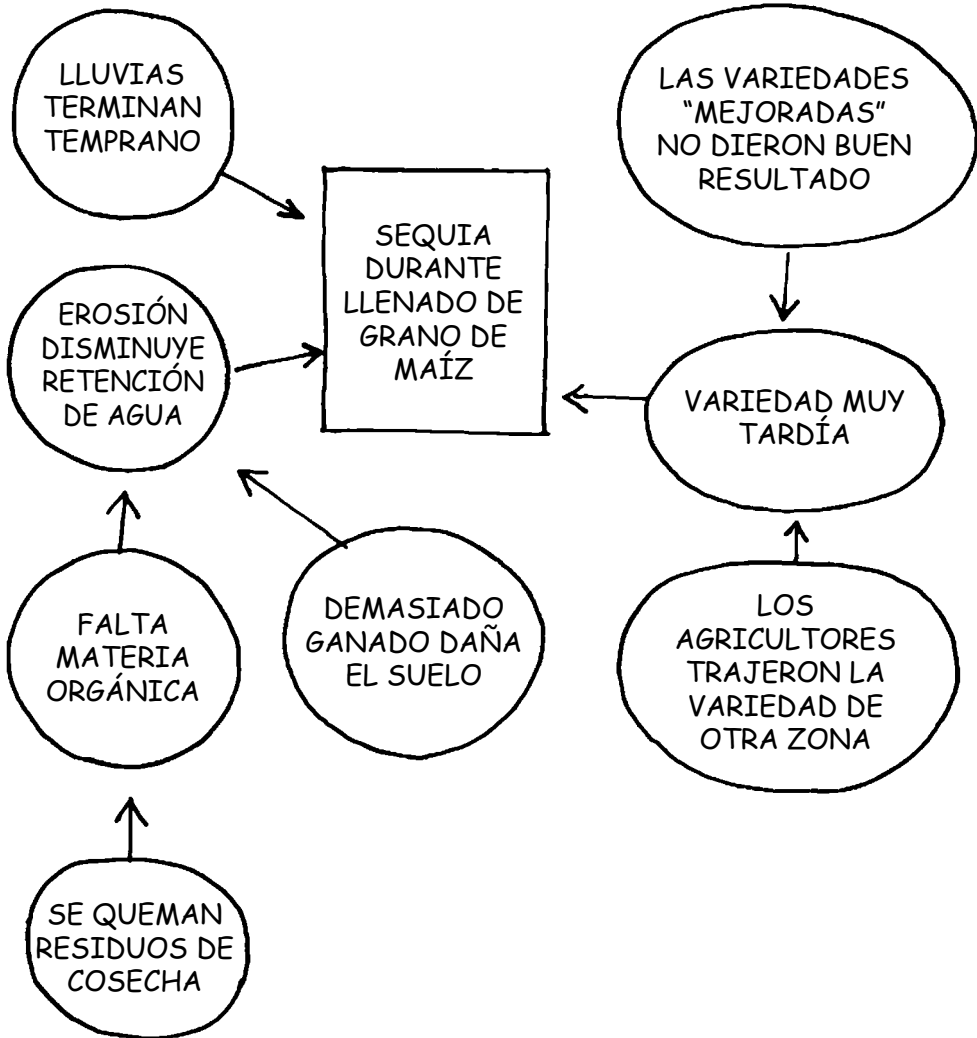 LLUVIAS
TERMINAN
TEMPRANO
LAS VARIEDADES
"MEJORADAS"
NO DIERON BUEN
RESULTADO
SEQUIA
DURANTE
LLENADO DE
GRANO DE
MAÍZ
EROSIÓN
DISMINUYE
RETENCIÓN
DE AGUA
VARIEDAD MUY
TARDÍA
FALTA
MATERIA
ORGÁNICA
DEMASIADO
GANADO DAÑA
EL SUELO
LOS
AGRICULTORES
TRAJERON LA
VARIEDAD DE
OTRA ZONA
SE QUEMAN
RESIDUOS DE
COSECHA